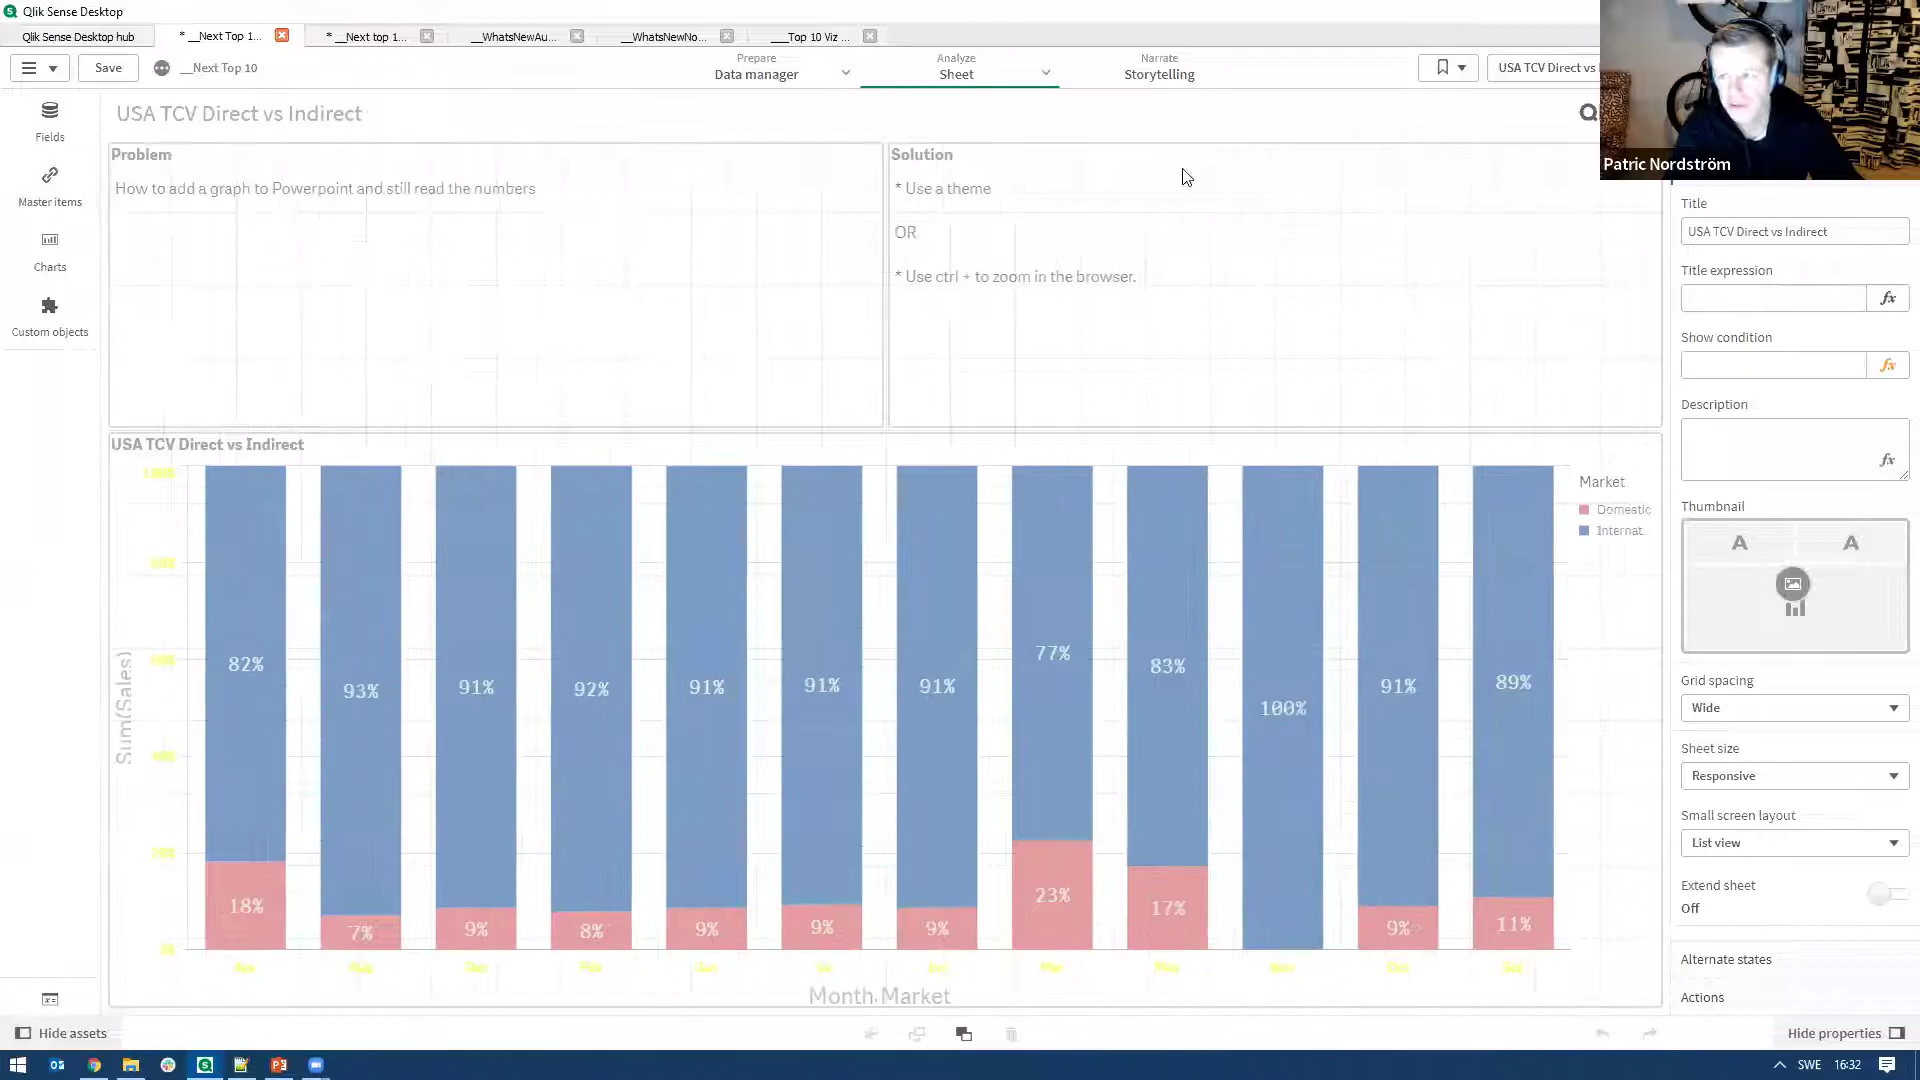 Qlik Sense Desktop
Qlik Sense Desktop hub
* __Next Top 1...
* __Next top 1...
__WhatsNewAu...
__WhatsNewNo...
___Top 10 Viz ...
Save
__Next Top 10
Prepare
Data manager
Analyze
Sheet
Narrate
Storytelling
USA TCV Direct vs
Patric Nordström
Fields
Master items
Charts
Custom objects
USA TCV Direct vs Indirect
Problem
How to add a graph to Powerpoint and still read the numbers
Solution
* Use a theme
OR
* Use ctrl + to zoom in the browser.
USA TCV Direct vs Indirect
Sum(Sales)
82% 93% 91% 92% 91% 91% 91% 77% 83% 100% 91% 89%
18% 7% 9% 8% 9% 9% 9% 23% 17% 9% 11%
Month, Market
Market
Domestic
Internat.
Title
USA TCV Direct vs Indirect
Title expression
Show condition
Description
Thumbnail
Grid spacing
Wide
Sheet size
Responsive
Small screen layout
List view
Extend sheet
Off
Alternate states
Actions
Hide assets
Hide properties
SWE 16:32